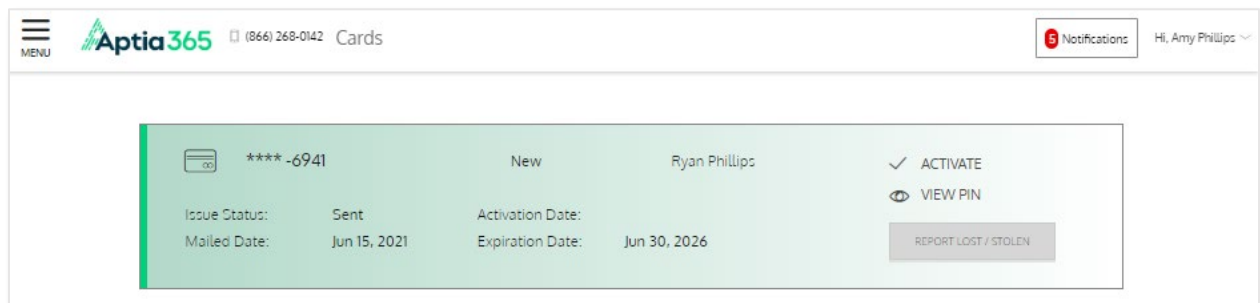 MENU
Aptia365 (866) 268-0142 Cards
5 Notifications
Hi, Amy Phillips
**** -6941 New Ryan Phillips
ACTIVATE
VIEW PIN
Issue Status: Sent Activation Date:
Mailed Date: Jun 15, 2021 Expiration Date: Jun 30, 2026
REPORT LOST / STOLEN